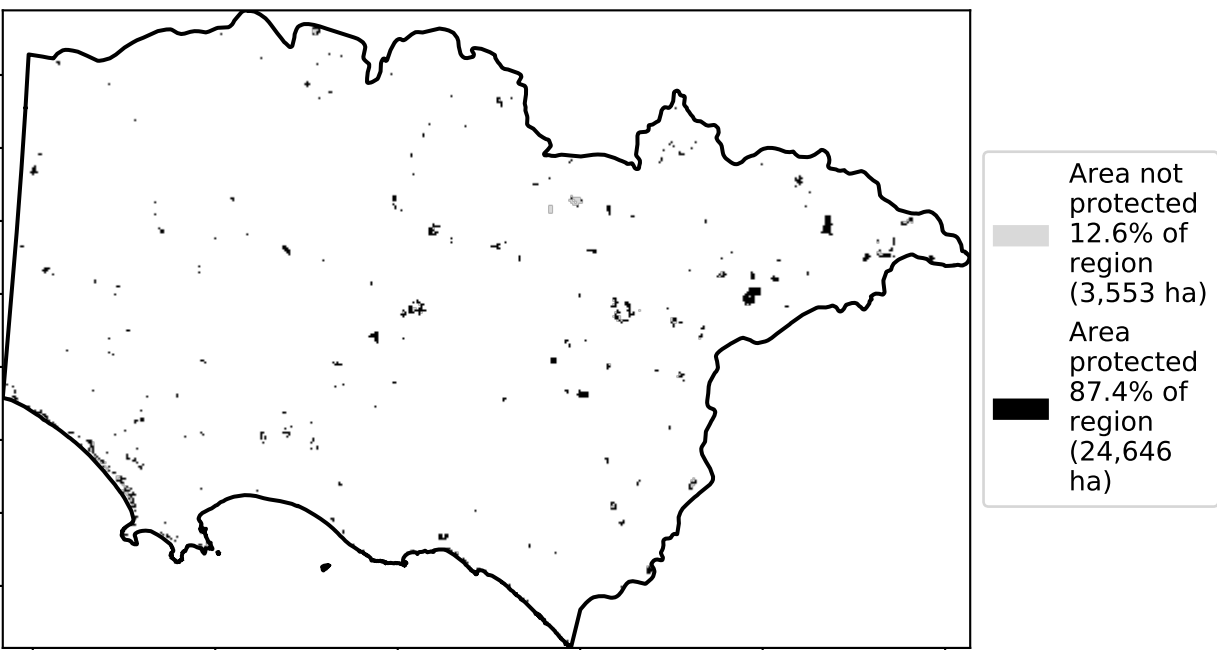 Area not
protected
12.6% of
region
(3,553 ha)
Area
protected
87.4% of
region
(24,646
ha)